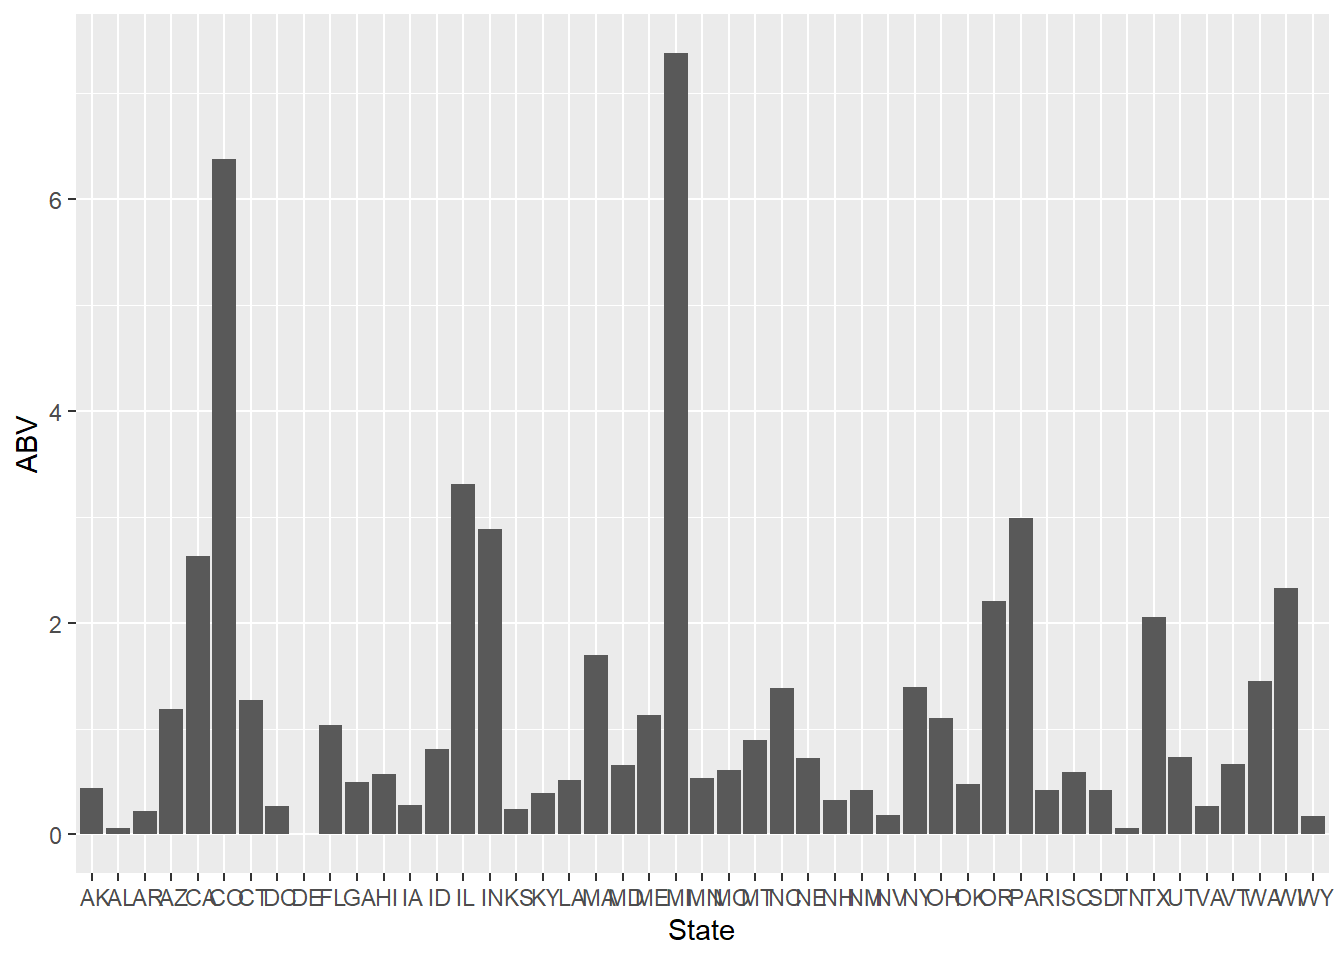 6
4
2
0
ABV
AK AL AR AZ CA CO CT DC DE FL GA HI IA ID IL IN KS KY LA MA MD ME MI MN MO MT NC NE NH NM NV NY OH OK OR PA RI SC SD TN TX UT VA VT WA WI WY
State